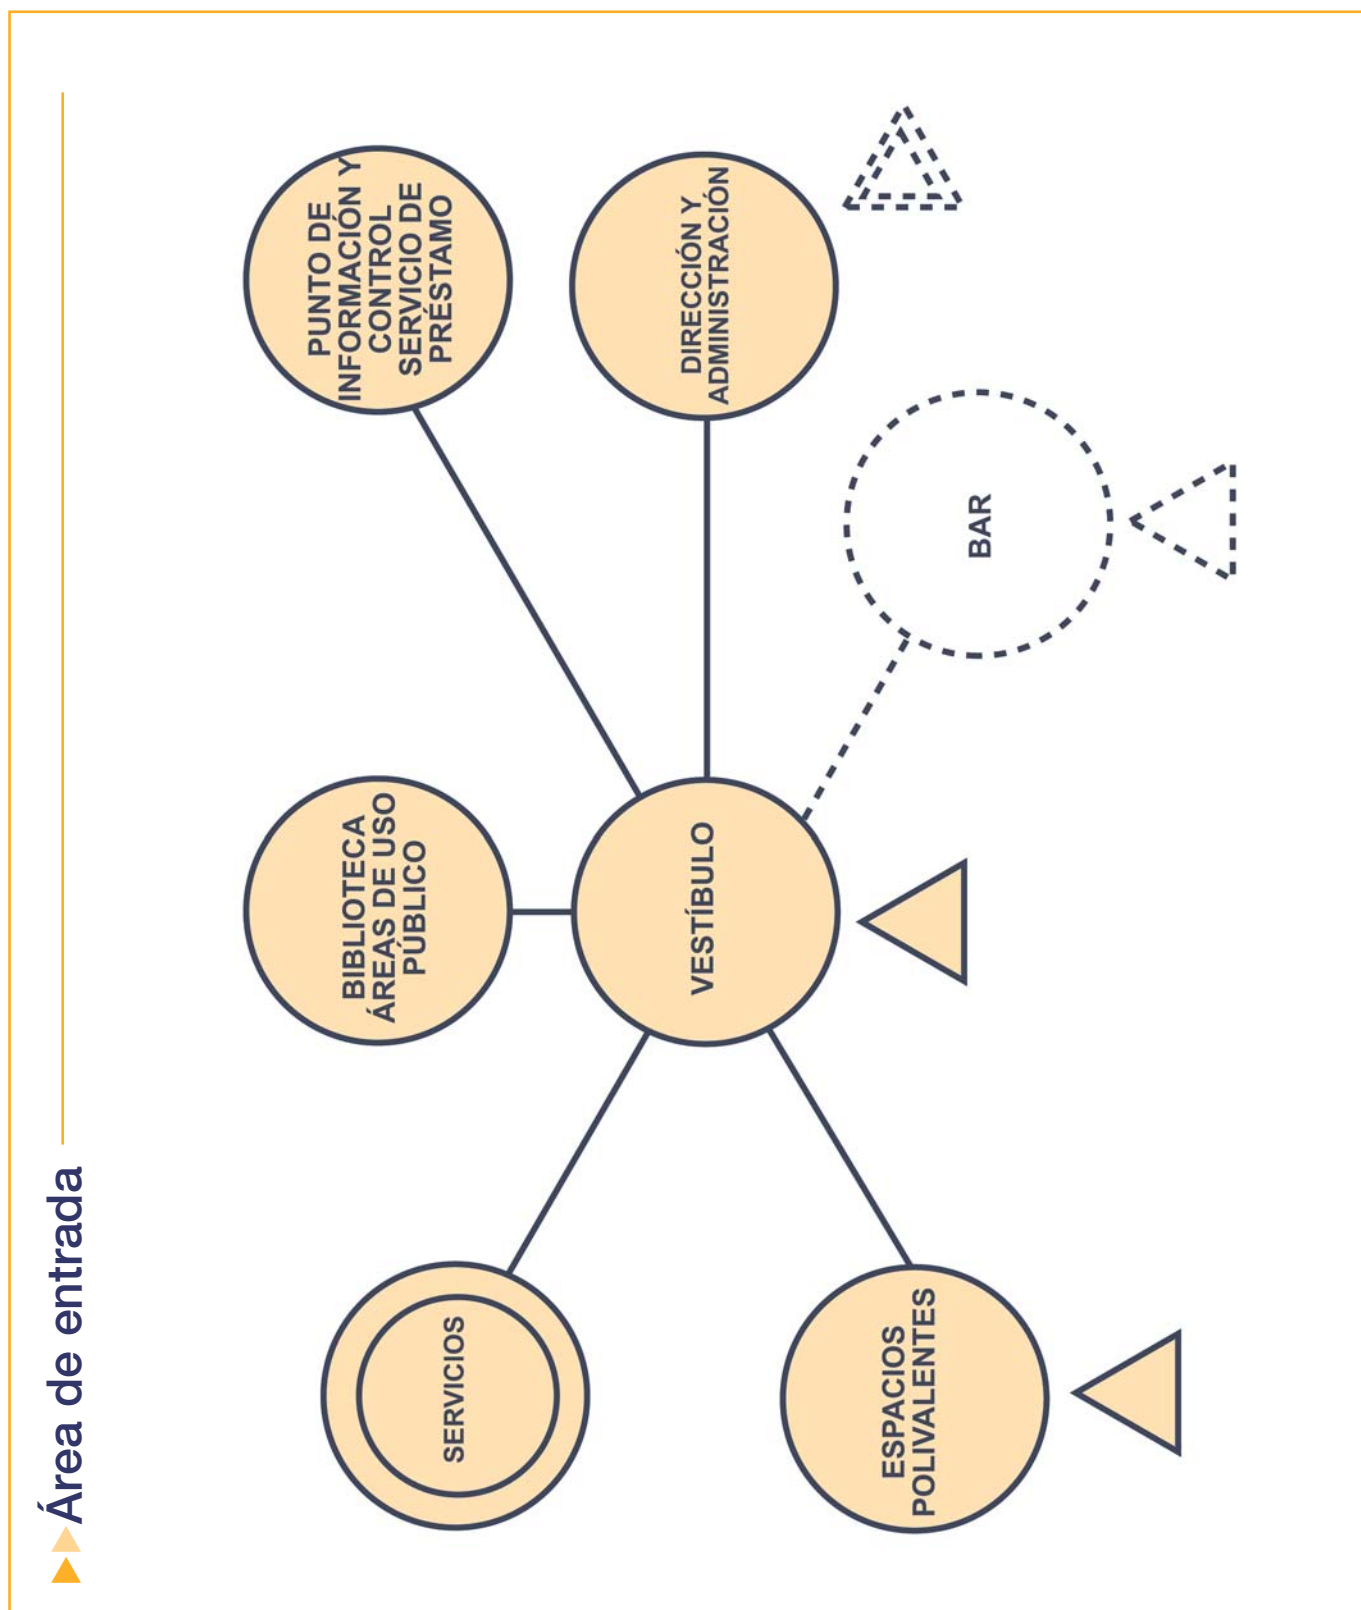 Área de entrada
SERVICIOS
BIBLIOTECA
ÁREAS DE USO
PÚBLICO
PUNTO DE
INFORMACIÓN Y
CONTROL
SERVICIO DE
PRÉSTAMO
ESPACIOS
POLIVALENTES
VESTÍBULO
DIRECCIÓN Y
ADMINISTRACIÓN
BAR